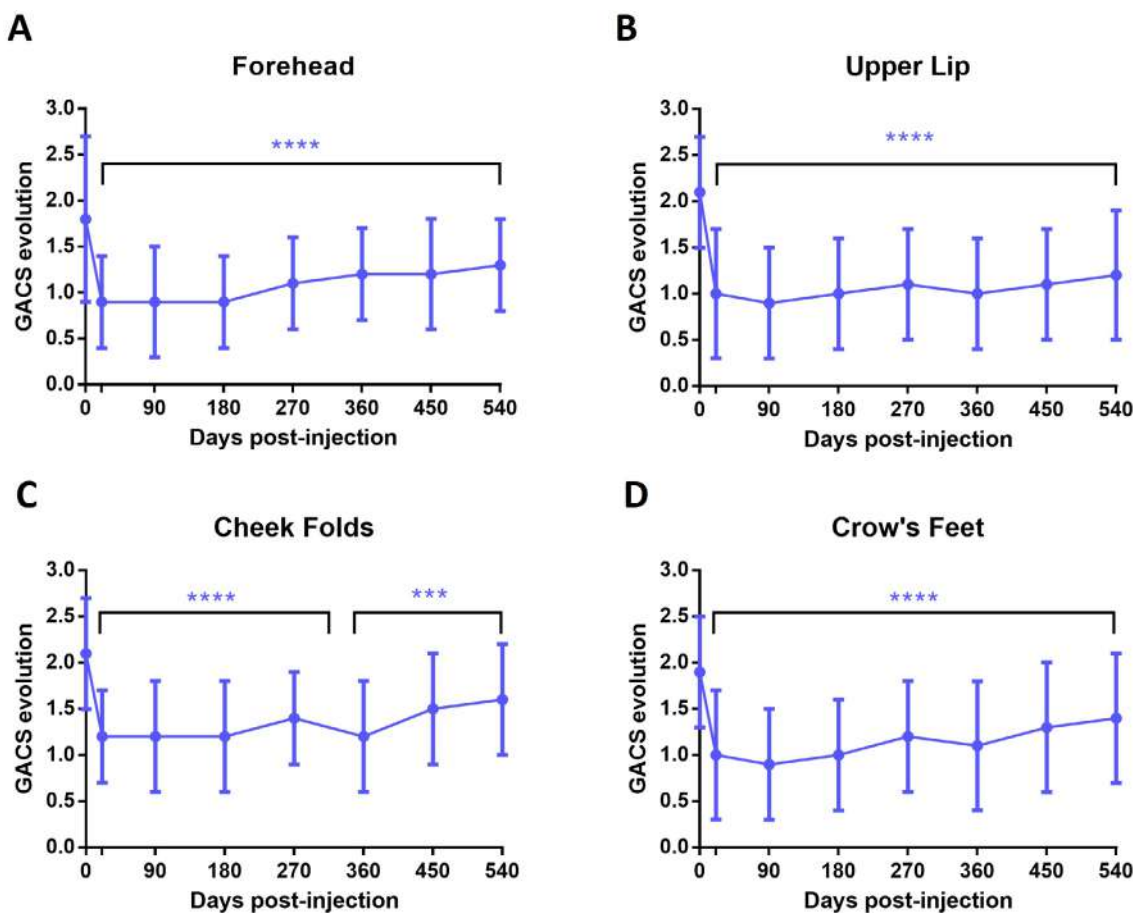 A
Forehead
GACS evolution
3.0
2.5
2.0
1.5
1.0
0.5
0.0
****
0 90 180 270 360 450 540
Days post-injection
B
Upper Lip
GACS evolution
3.0
2.5
2.0
1.5
1.0
0.5
0.0
****
0 90 180 270 360 450 540
Days post-injection
C
Cheek Folds
GACS evolution
3.0
2.5
2.0
1.5
1.0
0.5
0.0
**** ***
0 90 180 270 360 450 540
Days post-injection
D
Crow's Feet
GACS evolution
3.0
2.5
2.0
1.5
1.0
0.5
0.0
****
0 90 180 270 360 450 540
Days post-injection